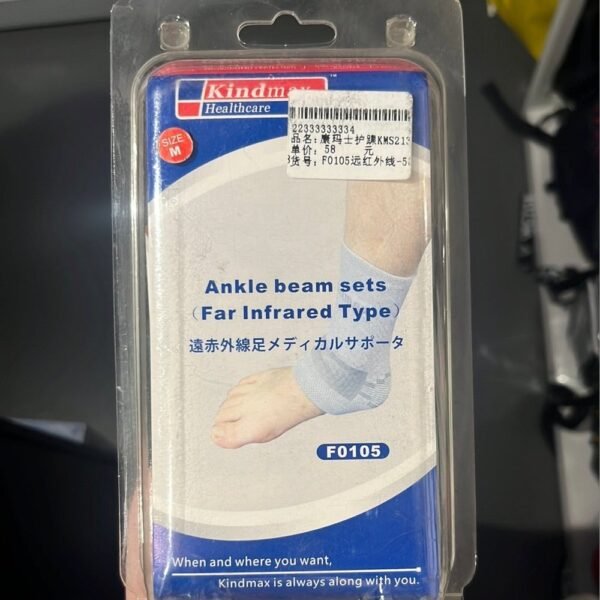 Kindmax
Healthcare
SIZE
M
22333333334
品名:康玛士护踝KMS213
单价: 58 元
货号: F0105远红外线-5
Ankle beam sets
(Far Infrared Type)
遠赤外線足メディカルサポータ
F0105
When and where you want,
Kindmax is always along with you.